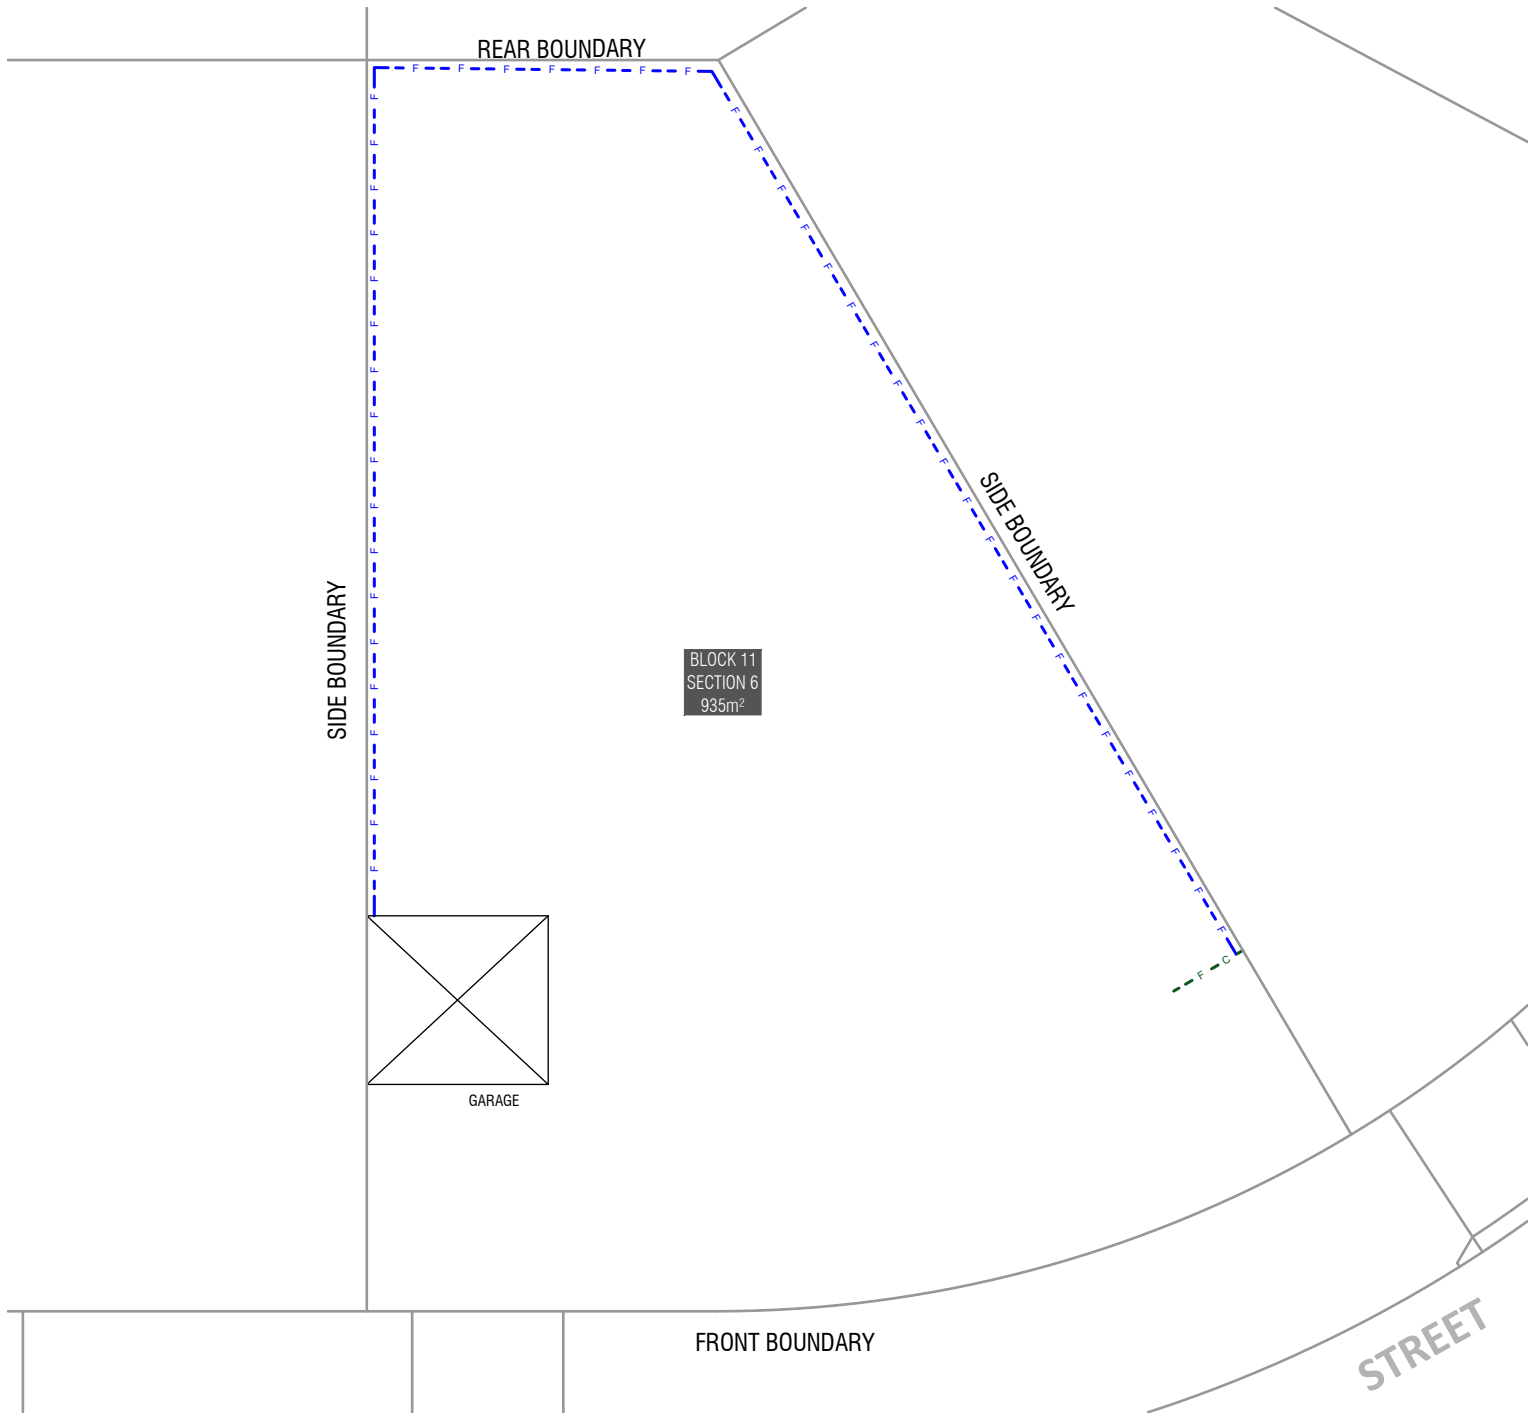 REAR BOUNDARY
F F F F F F F
F F F F F F F F F F F F F F F F F F
F F F F F F F F F F F F F F F F F F F F F F
SIDE BOUNDARY
SIDE BOUNDARY
BLOCK 11
SECTION 6
935m²
F C
GARAGE
FRONT BOUNDARY
STREET